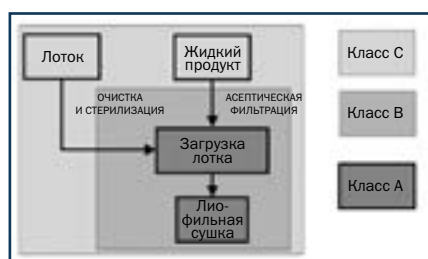 Лоток
Жидкий
продукт
Класс C
ОЧИСТКА
И СТЕРИЛИЗАЦИЯ
АСЕПТИЧЕСКАЯ
ФИЛЬТРАЦИЯ
Класс B
Загрузка
лотка
Класс A
Лио-
фильная
сушка